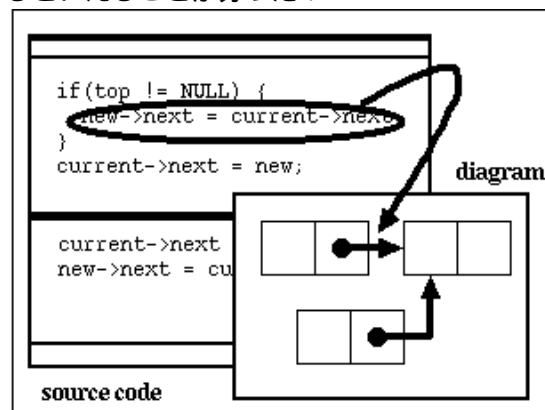 if(top != NULL) {
new->next = current->next
}
current->next = new;
diagram
current->next
new->next = cu
source code